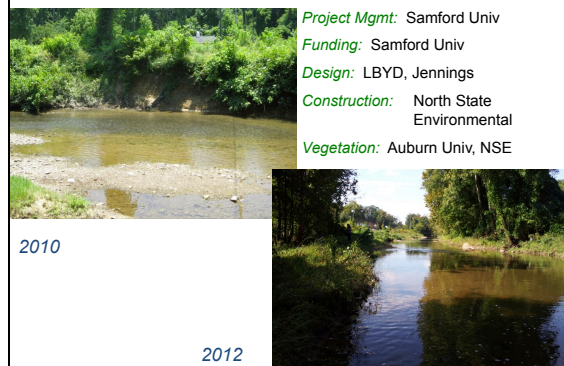 Project Mgmt: Samford Univ
Funding: Samford Univ
Design: LBYD, Jennings
Construction: North State
Environmental
Vegetation: Auburn Univ, NSE
2010
2012